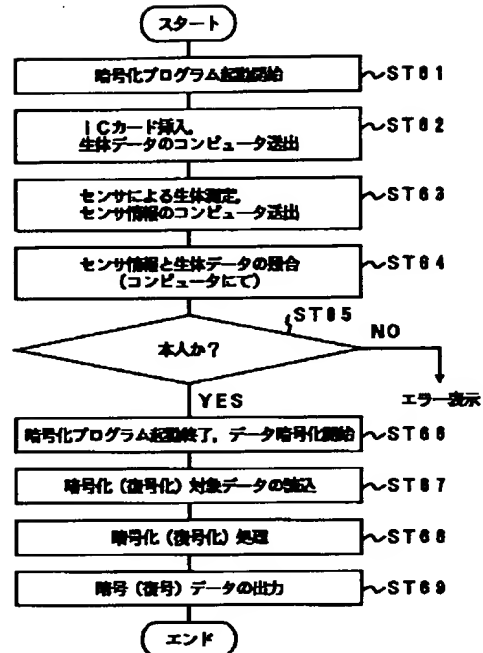 スタート
暗号化プログラム起動開始
～ST61
ICカード挿入,
生体データのコンピュータ送出
～ST62
センサによる生体測定,
センサ情報のコンピュータ送出
～ST63
センサ情報と生体データの照合
(コンピュータにて)
～ST64
ST65
本人か?
NO
エラー表示
YES
暗号化プログラム起動終了, データ暗号化開始
～ST66
暗号化(復号化)対象データの読込
～ST67
暗号化(復号化)処理
～ST68
暗号(復号)データの出力
～ST69
エンド